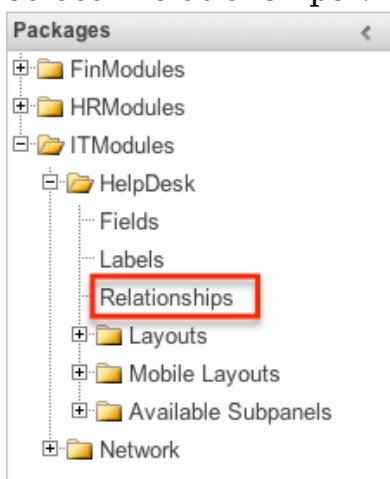 Packages
FinModules
HRModules
ITModules
HelpDesk
Fields
Labels
Relationships
Layouts
Mobile Layouts
Available Subpanels
Network